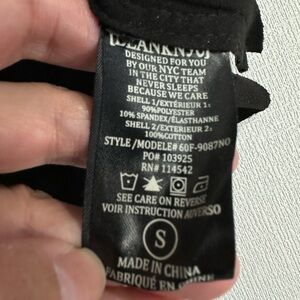 [BLANKNYC]
DESIGNED FOR YOU
BY OUR NYC TEAM
IN THE CITY THAT
NEVER SLEEPS
BECAUSE WE CARE
SHELL 1/EXTÉRIEUR 1:
90%POLYESTER
10% SPANDEX/ÉLASTHANNE
SHELL 2/EXTERIEUR 2:
100%COTTON
STYLE /MODELE# 60F-9087NO
PO# 103925
RN# 114542
CARE ON REVERSE
VOIR INSTRUCTION AUVERSO
S
MADE IN CHINA
FABRIQUÉ EN CHINE